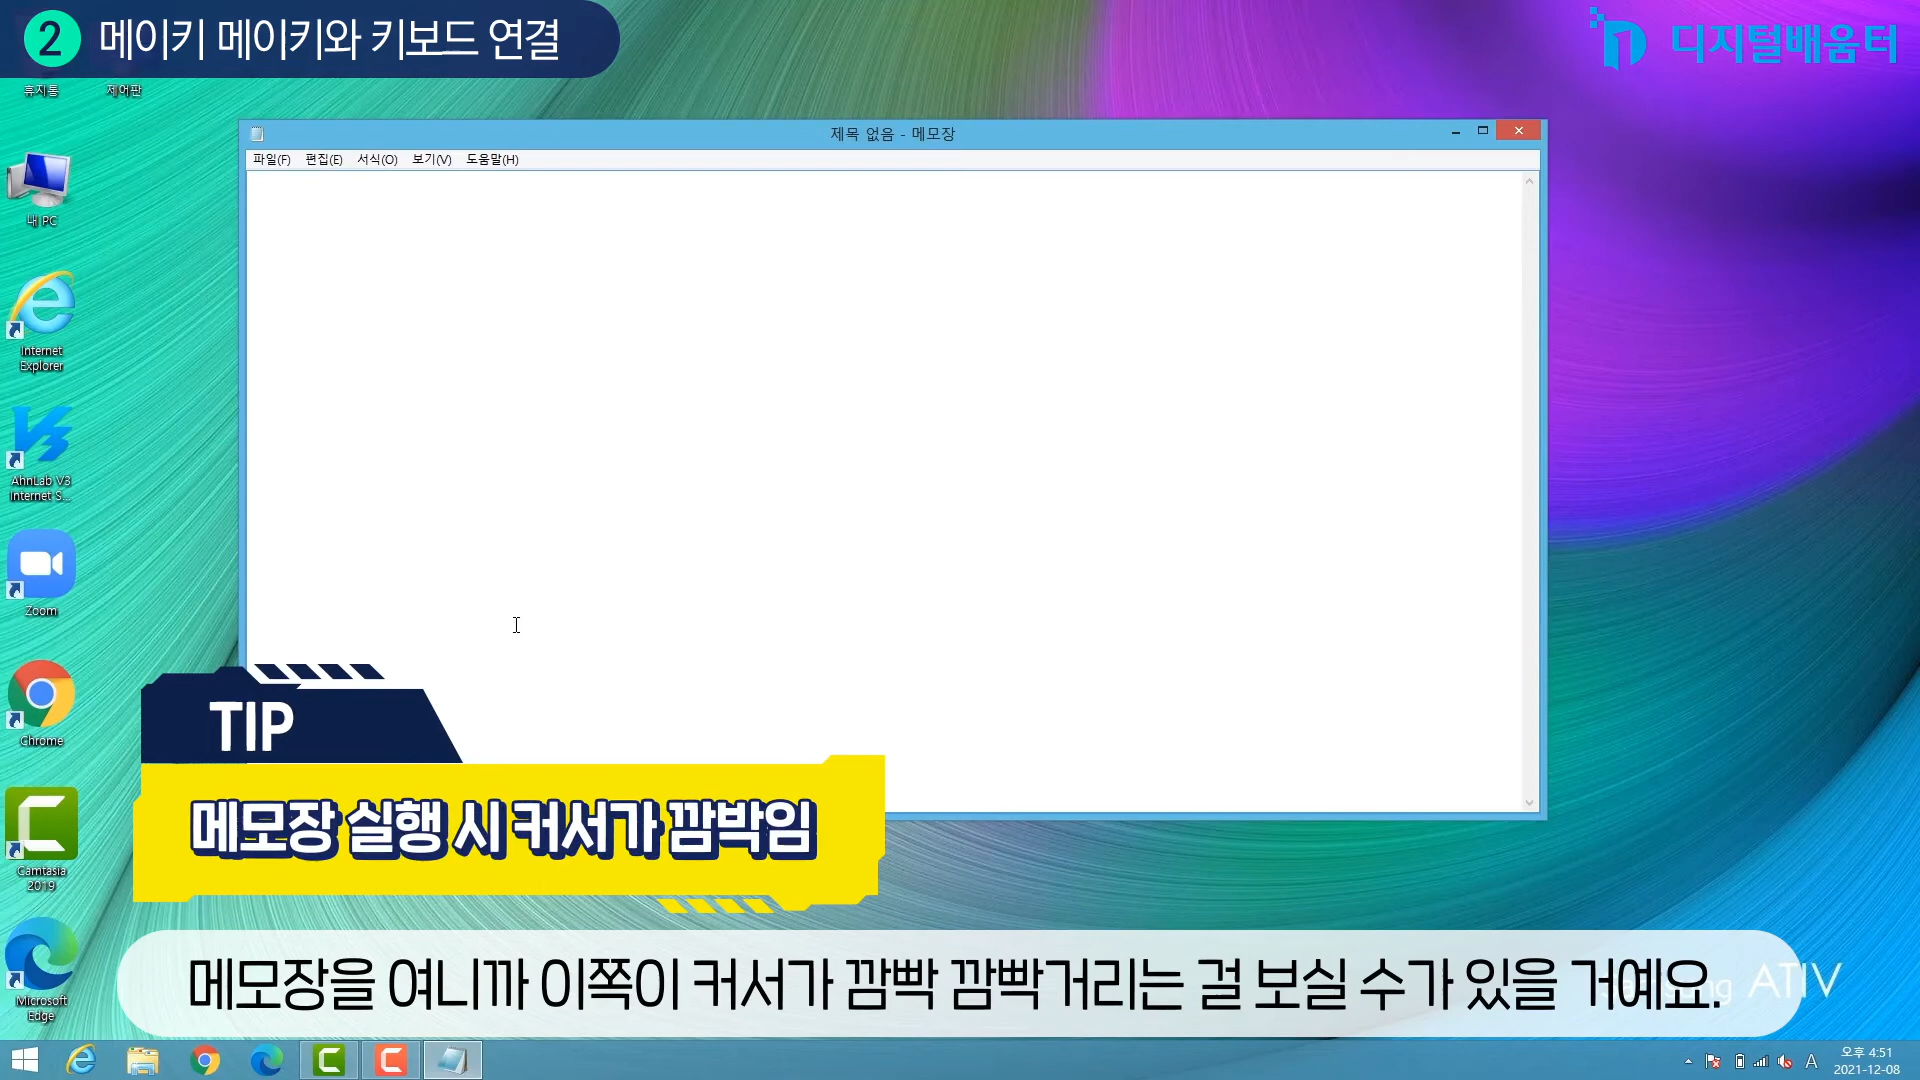 2 메이키 메이키와 키보드 연결
디지털배움터
휴지통
제어판
제목 없음 - 메모장
파일(F) 편집(E) 서식(O) 보기(V) 도움말(H)
내 PC
Internet
Explorer
AhnLab V3
Internet S...
Zoom
Chrome
Camtasia
2019
Microsoft
Edge
TIP
메모장 실행 시 커서가 깜박임
메모장을 여니까 이쪽이 커서가 깜빡 깜빡거리는 걸 보실 수가 있을 거예요.
ATIV
A
오후 4:51
2021-12-08